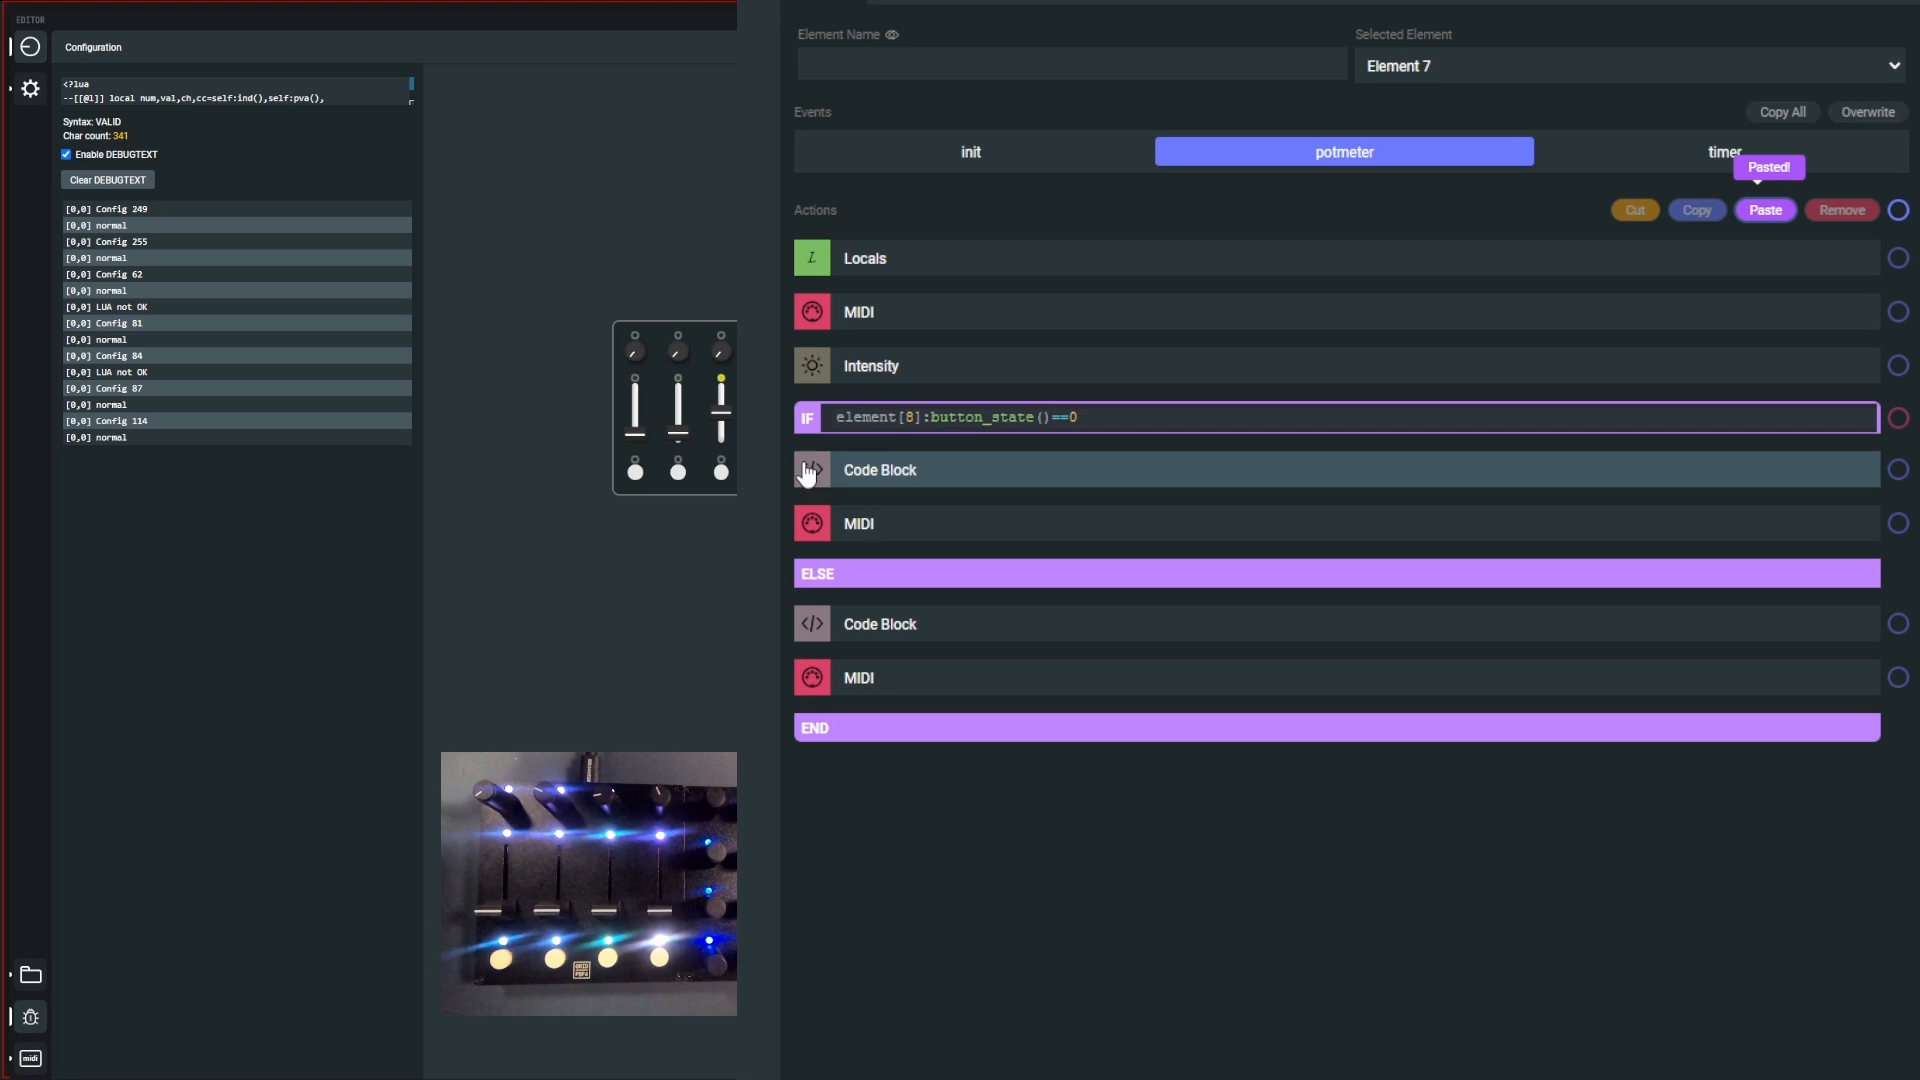 EDITOR
Configuration
<?lua
--[[@l]] local num,val,ch,cc=self:ind(),self:pva(),
Syntax: VALID
Char count: 341
Enable DEBUGTEXT
Clear DEBUGTEXT
[0,0] Config 249
[0,0] normal
[0,0] Config 255
[0,0] normal
[0,0] Config 62
[0,0] normal
[0,0] LUA not OK
[0,0] Config 81
[0,0] normal
[0,0] Config 84
[0,0] LUA not OK
[0,0] Config 87
[0,0] normal
[0,0] Config 114
[0,0] normal
midi
GRID
PBF4
Element Name
Selected Element
Element 7
Events
Copy All
Overwrite
init
potmeter
timer
Pasted!
Actions
Cut
Copy
Paste
Remove
L
Locals
MIDI
Intensity
IF element[8]:button_state()==0
Code Block
MIDI
ELSE
</> Code Block
MIDI
END